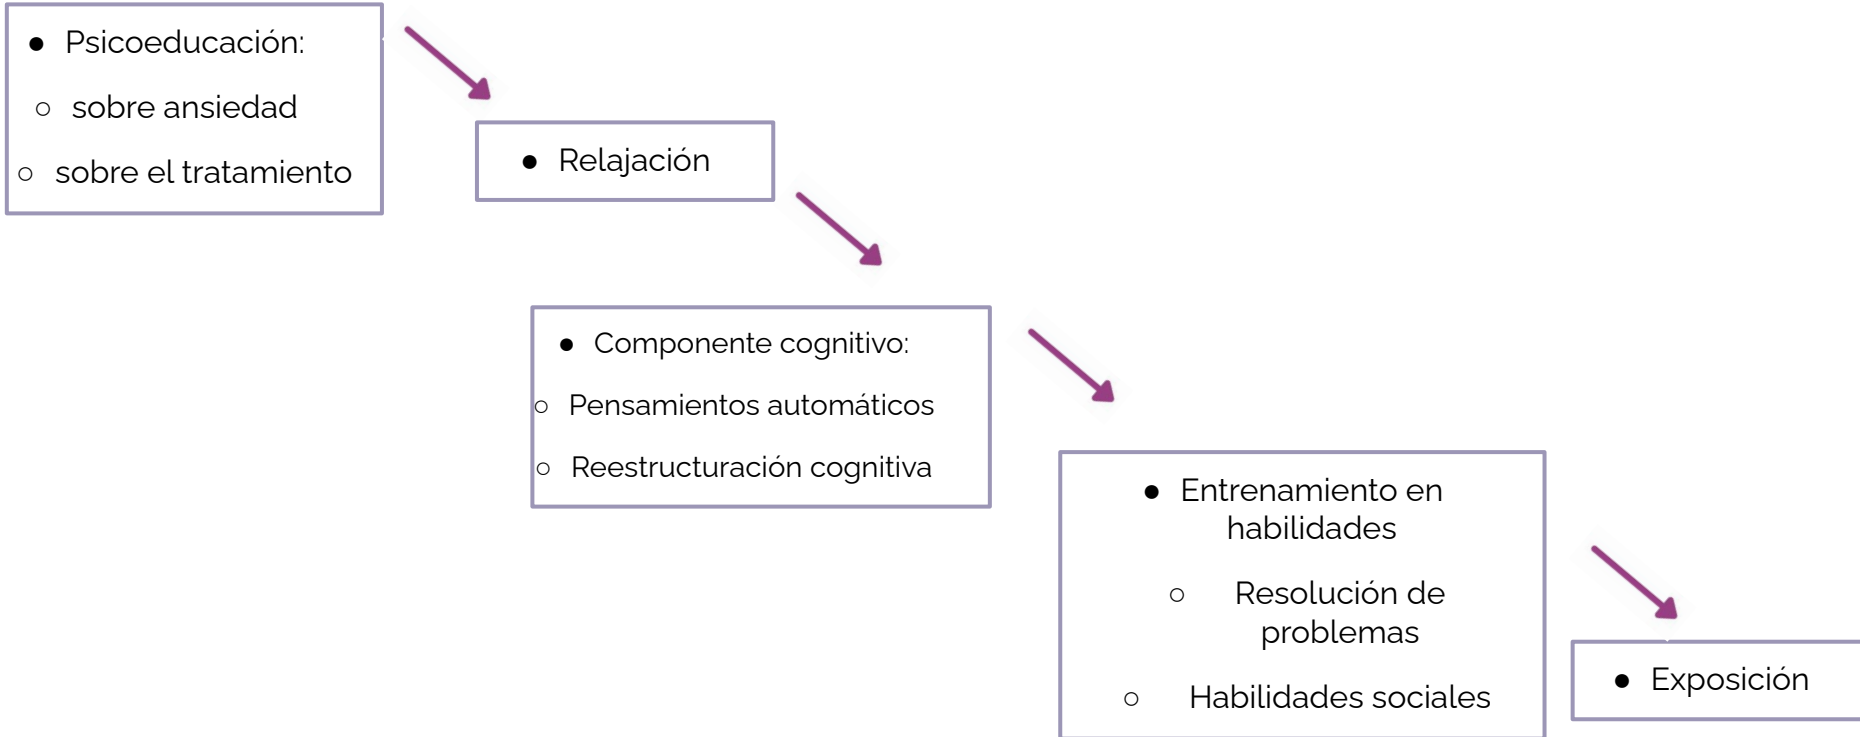 ● Psicoeducación:
○ sobre ansiedad
○ sobre el tratamiento
● Relajación
● Componente cognitivo:
○ Pensamientos automáticos
○ Reestructuración cognitiva
● Entrenamiento en
habilidades
○ Resolución de
problemas
○ Habilidades sociales
● Exposición